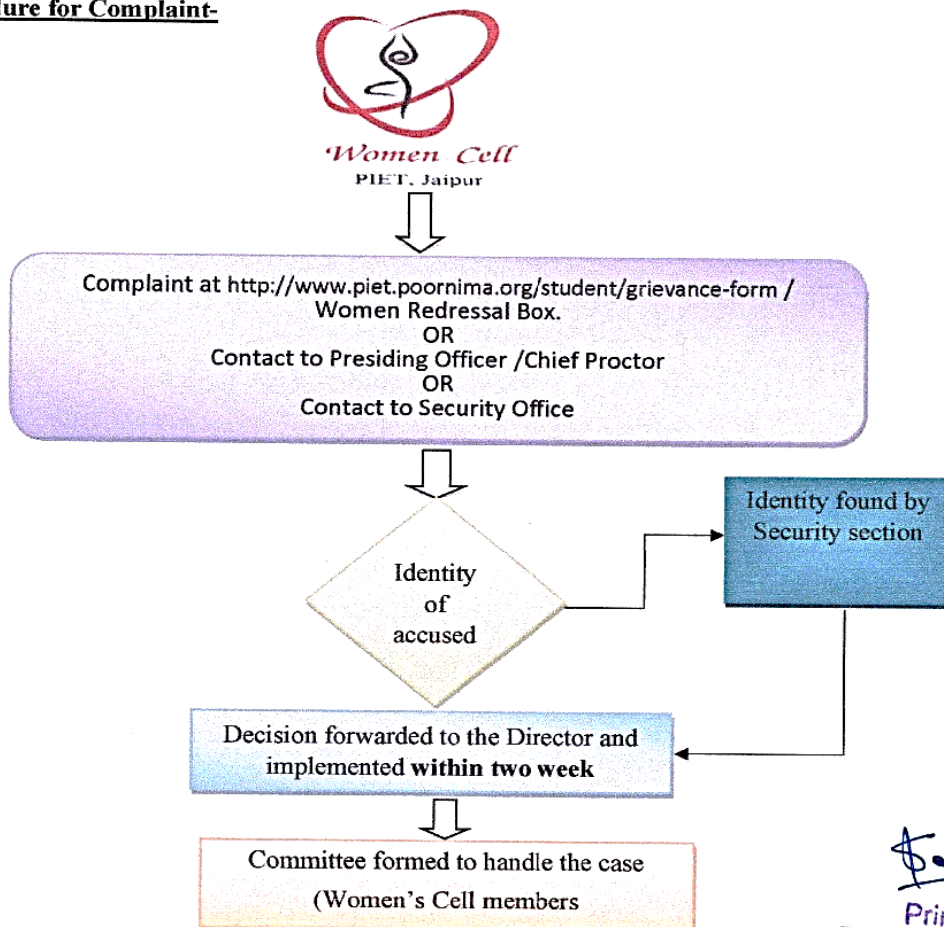 lure for Complaint-
Women Cell
PIET, Jaipur
Complaint at http://www.piet.poornima.org/student/grievance-form /
Women Redressal Box.
OR
Contact to Presiding Officer /Chief Proctor
OR
Contact to Security Office
Identity found by
Security section
Identity
of
accused
Decision forwarded to the Director and
implemented within two week
Committee formed to handle the case
(Women's Cell members
Prin